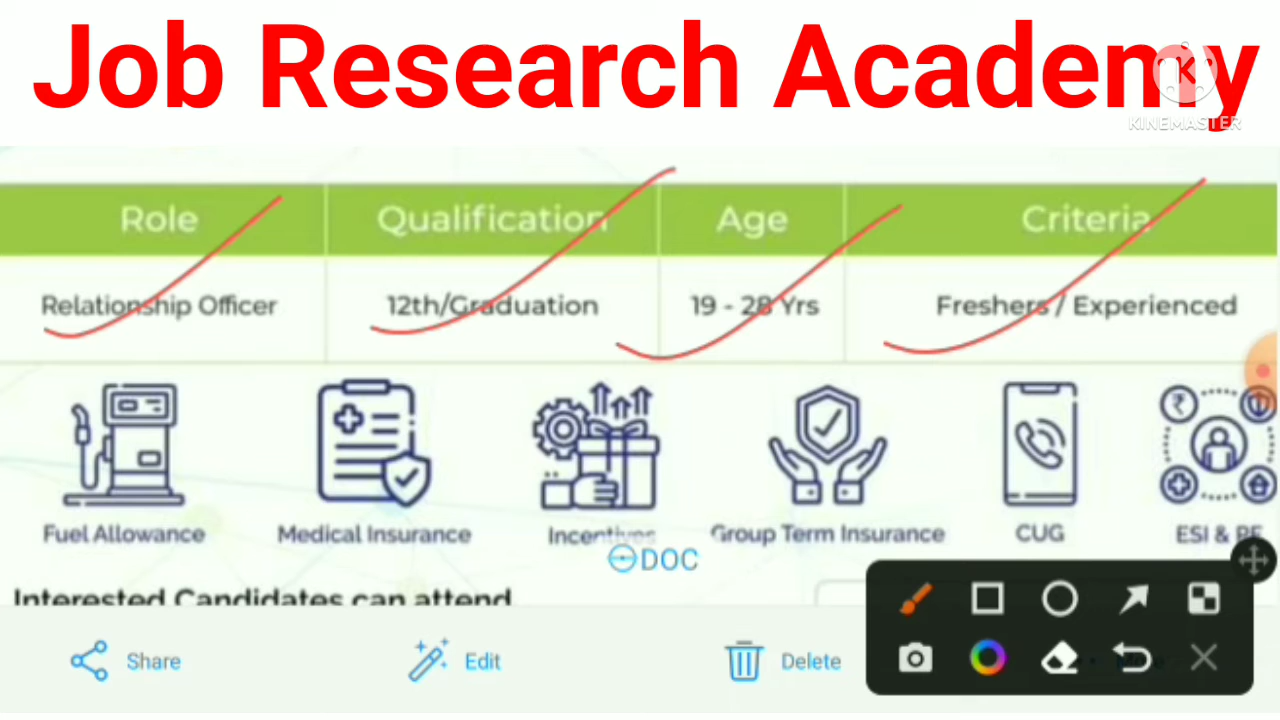 Job Research Academy
KINEMASTER
Role Qualification Age Criteria
Relationship Officer 12th/Graduation 19 - 28 Yrs Freshers / Experienced
Fuel Allowance Medical Insurance Incentives Group Term Insurance CUG ESI & PF
DOC
Interested Candidates can attend
Share Edit Delete